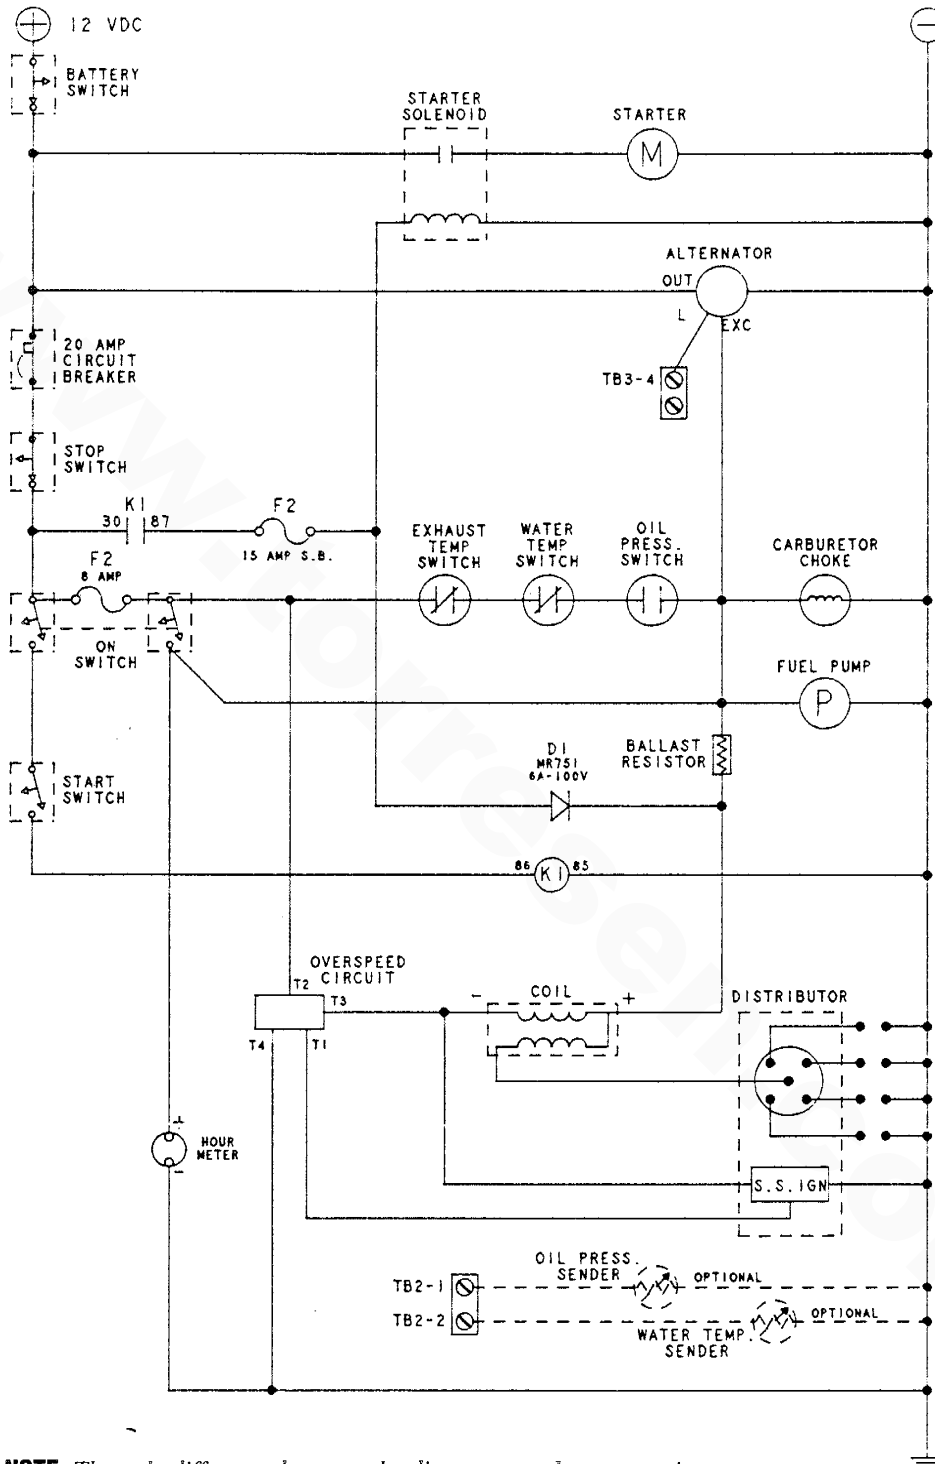 12 VDC
BATTERY
SWITCH
STARTER
SOLENOID
STARTER
M
ALTERNATOR
OUT
L
EXC
20 AMP
CIRCUIT
BREAKER
TB3-4
STOP
SWITCH
K1
30
87
F2
15 AMP S.B.
EXHAUST
TEMP
SWITCH
WATER
TEMP
SWITCH
OIL
PRESS.
SWITCH
CARBURETOR
CHOKE
F2
8 AMP
ON
SWITCH
FUEL PUMP
P
BALLAST
RESISTOR
D1
MR751
6A-100V
START
SWITCH
86
K1
85
OVERSPEED
CIRCUIT
T2
T3
T4
T1
-
COIL
+
DISTRIBUTOR
+
HOUR
METER
-
S.S.IGN
OIL PRESS.
SENDER
OPTIONAL
TB2-1
TB2-2
OPTIONAL
WATER TEMP.
SENDER